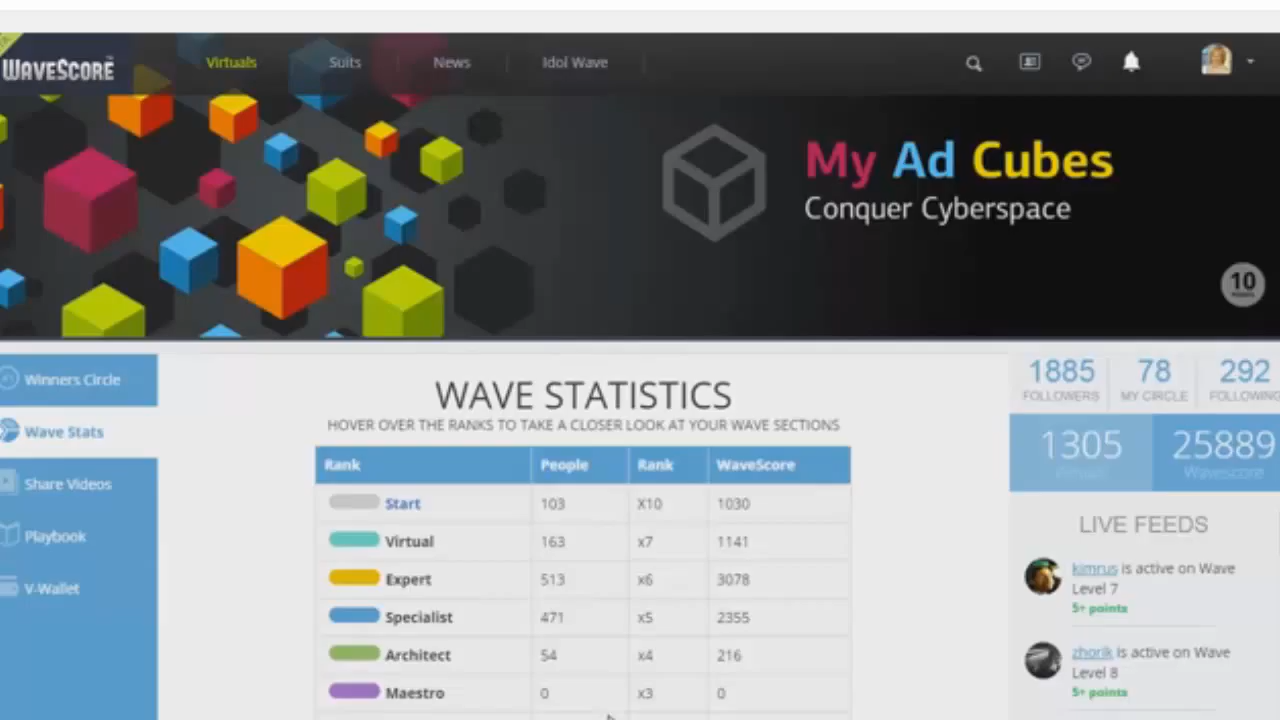 WAVESCORE
Virtuals Suits News Idol Wave
My Ad Cubes
Conquer Cyberspace
10
Winners Circle
Wave Stats
Share Videos
Playbook
V-Wallet
WAVE STATISTICS
HOVER OVER THE RANKS TO TAKE A CLOSER LOOK AT YOUR WAVE SECTIONS
Rank People Rank WaveScore
Start 103 X10 1030
Virtual 163 x7 1141
Expert 513 x6 3078
Specialist 471 x5 2355
Architect 54 x4 216
Maestro 0 x3 0
1885 78 292
FOLLOWERS MY CIRCLE FOLLOWING
1305 25889
Wavescore
LIVE FEEDS
kimrus is active on Wave
Level 7
5+ points
zhorik is active on Wave
Level 8
5+ points